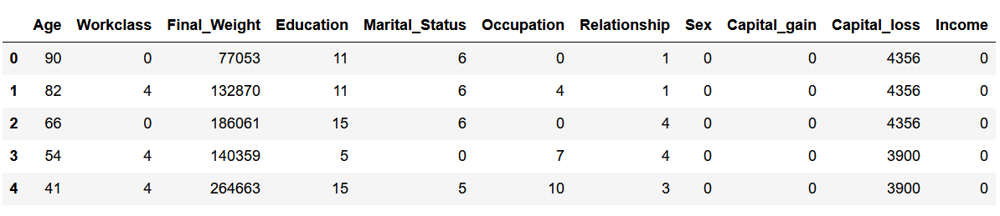 Age Workclass Final_Weight Education Marital_Status Occupation Relationship Sex Capital_gain Capital_loss Income
0 90 0 77053 11 6 0 1 0 0 4356 0
1 82 4 132870 11 6 4 1 0 0 4356 0
2 66 0 186061 15 6 0 4 0 0 4356 0
3 54 4 140359 5 0 7 4 0 0 3900 0
4 41 4 264663 15 5 10 3 0 0 3900 0